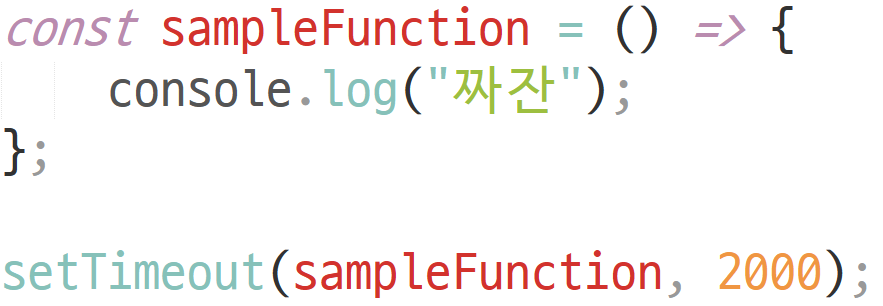 const sampleFunction = () => {
    console.log("짜잔");
};

setTimeout(sampleFunction, 2000);